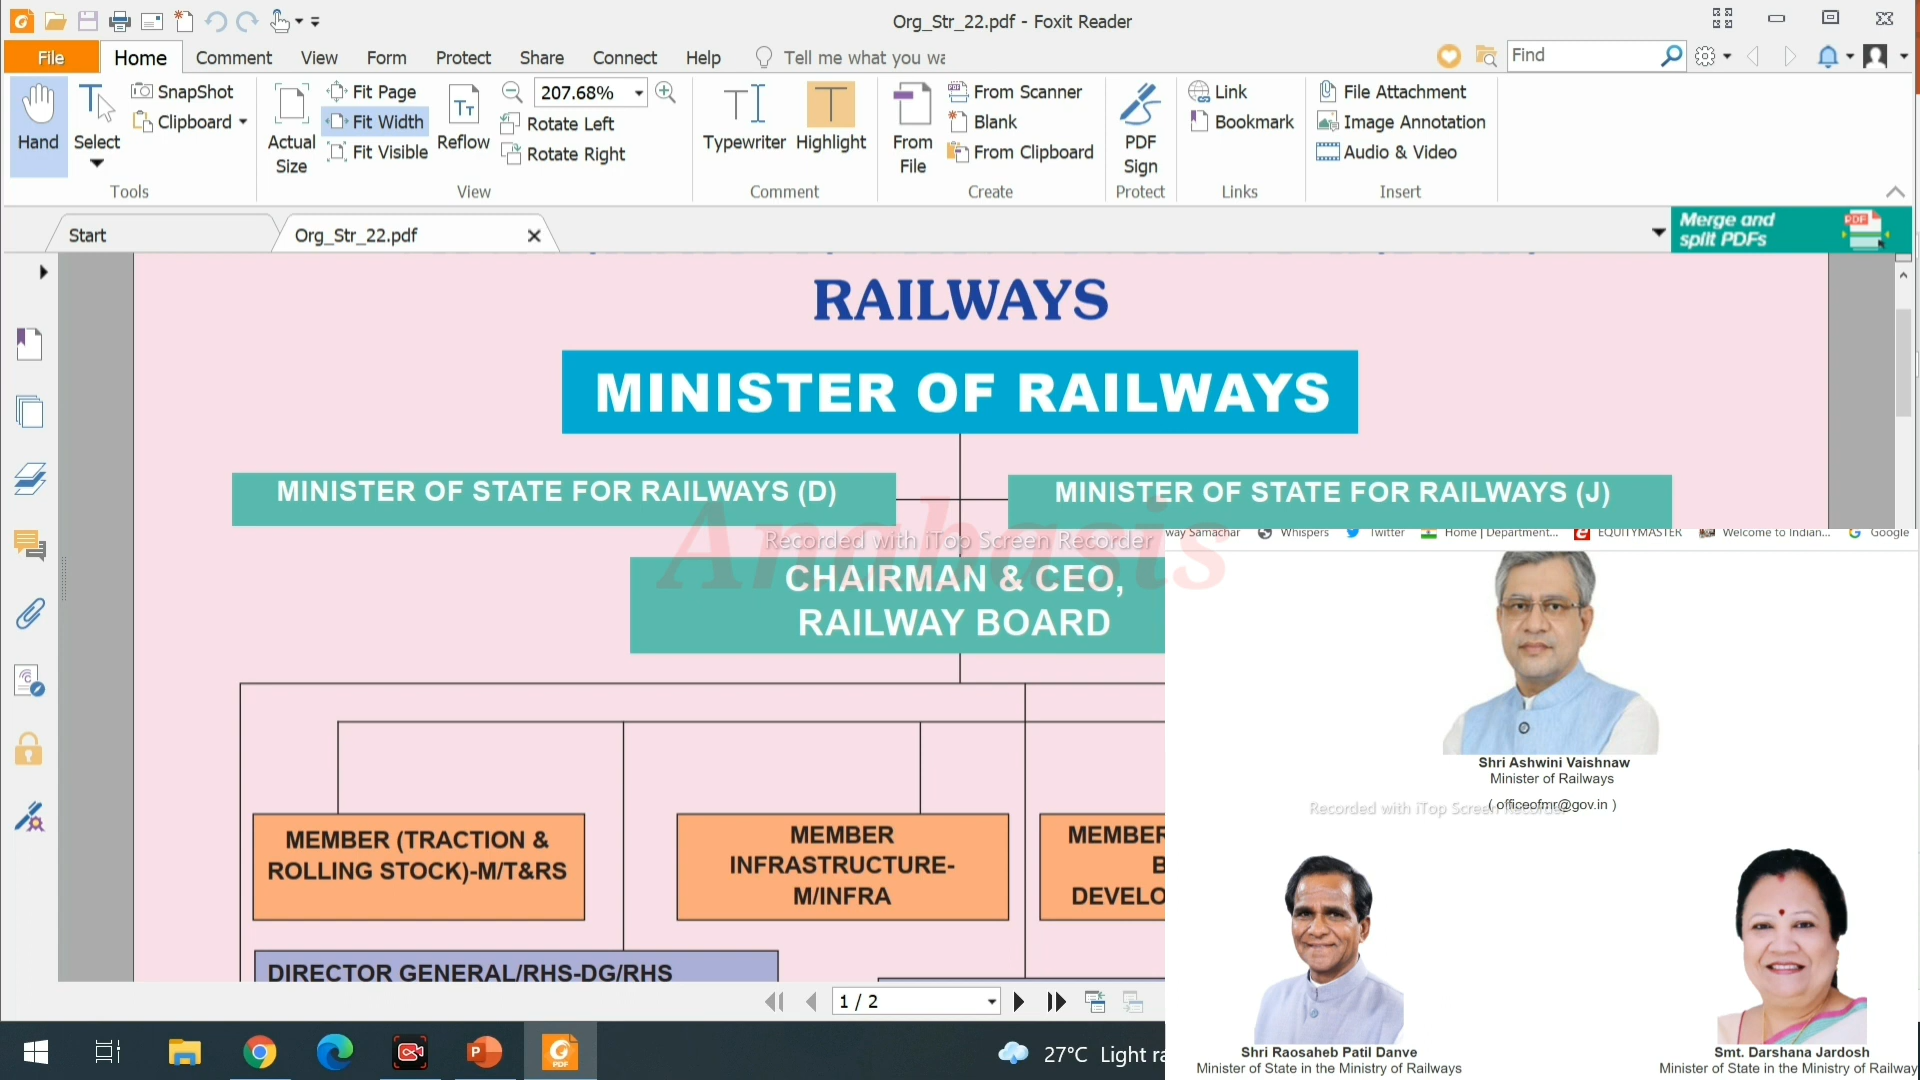 Org_Str_22.pdf - Foxit Reader
File Home Comment View Form Protect Share Connect Help Tell me what you wa
Find
Hand
Select
SnapShot
Clipboard
Tools
Actual
Size
Fit Page
Fit Width
Fit Visible
Reflow
207.68%
Rotate Left
Rotate Right
View
Typewriter
Highlight
Comment
From
File
From Scanner
Blank
From Clipboard
Create
PDF
Sign
Protect
Link
Bookmark
Links
File Attachment
Image Annotation
Audio & Video
Insert
Start
Org_Str_22.pdf
Merge and
split PDFs
PDF
RAILWAYS
MINISTER OF RAILWAYS
MINISTER OF STATE FOR RAILWAYS (D)
MINISTER OF STATE FOR RAILWAYS (J)
Anabasis
Recorded with iTop Screen Recorder
way Samachar Whispers Twitter Home | Department... EQUITYMASTER Welcome to Indian... Google
CHAIRMAN & CEO,
RAILWAY BOARD
Shri Ashwini Vaishnaw
Minister of Railways
( officeofmr@gov.in )
Recorded with iTop Screen Recorder
MEMBER (TRACTION &
ROLLING STOCK)-M/T&RS
MEMBER
INFRASTRUCTURE-
M/INFRA
MEMBER
B
DEVELO
DIRECTOR GENERAL/RHS-DG/RHS
Shri Raosaheb Patil Danve
Minister of State in the Ministry of Railways
Smt. Darshana Jardosh
Minister of State in the Ministry of Railway
1 / 2
27°C Light ra